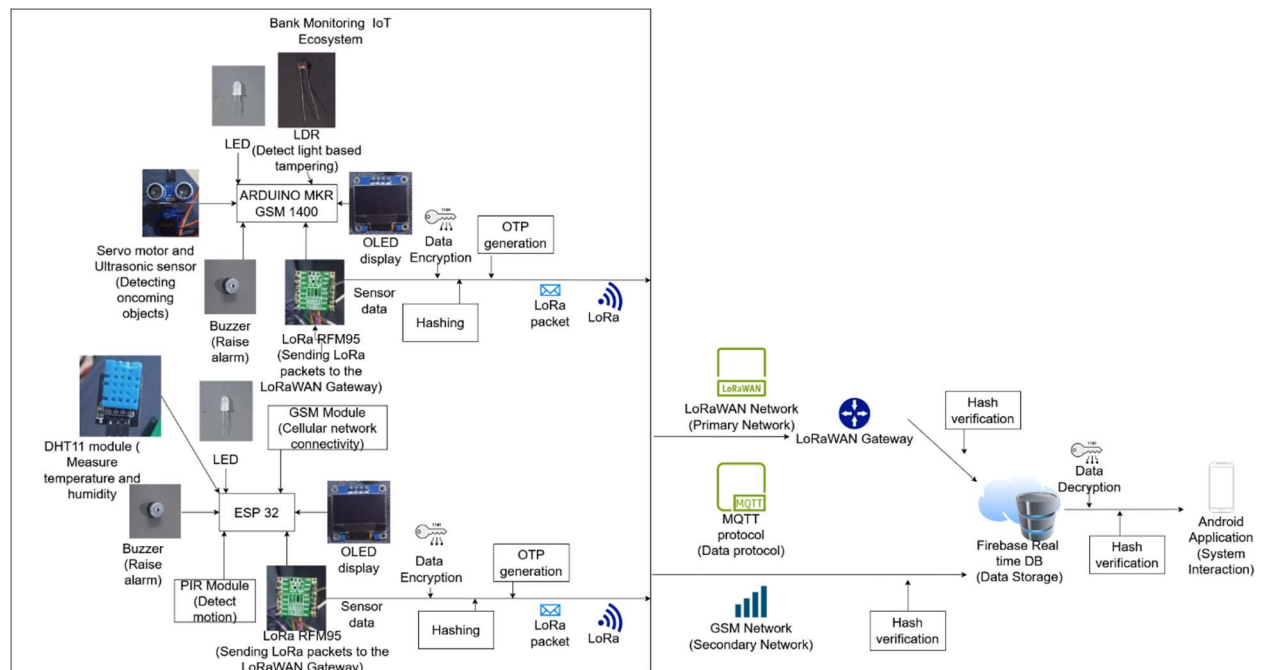 Bank Monitoring IoT
Ecosystem
LED
LDR
(Detect light based
tampering)
ARDUINO MKR
GSM 1400
Servo motor and
Ultrasonic sensor
(Detecting
oncoming
objects)
Buzzer
(Raise
alarm)
OLED
display
Data
Encryption
OTP
generation
Sensor
data
Hashing
LoRa
packet
LoRa
LoRa RFM95
(Sending LoRa
packets to the
LoRaWAN Gateway)
DHT11 module (
Measure
temperature and
humidity
LED
GSM Module
(Cellular network
connectivity)
ESP 32
Buzzer
(Raise
alarm)
PIR Module
(Detect
motion)
OLED
display
Data
Encryption
OTP
generation
Sensor
data
Hashing
LoRa
packet
LoRa
LoRa RFM95
(Sending LoRa packets to the
LoRaWAN Gateway)
LoRaWAN
LoRaWAN Network
(Primary Network)
LoRaWAN Gateway
Hash
verification
MQTT
MQTT
protocol
(Data protocol)
GSM Network
(Secondary Network)
Hash
verification
Firebase Real
time DB
(Data Storage)
Data
Decryption
Hash
verification
Android
Application
(System
Interaction)